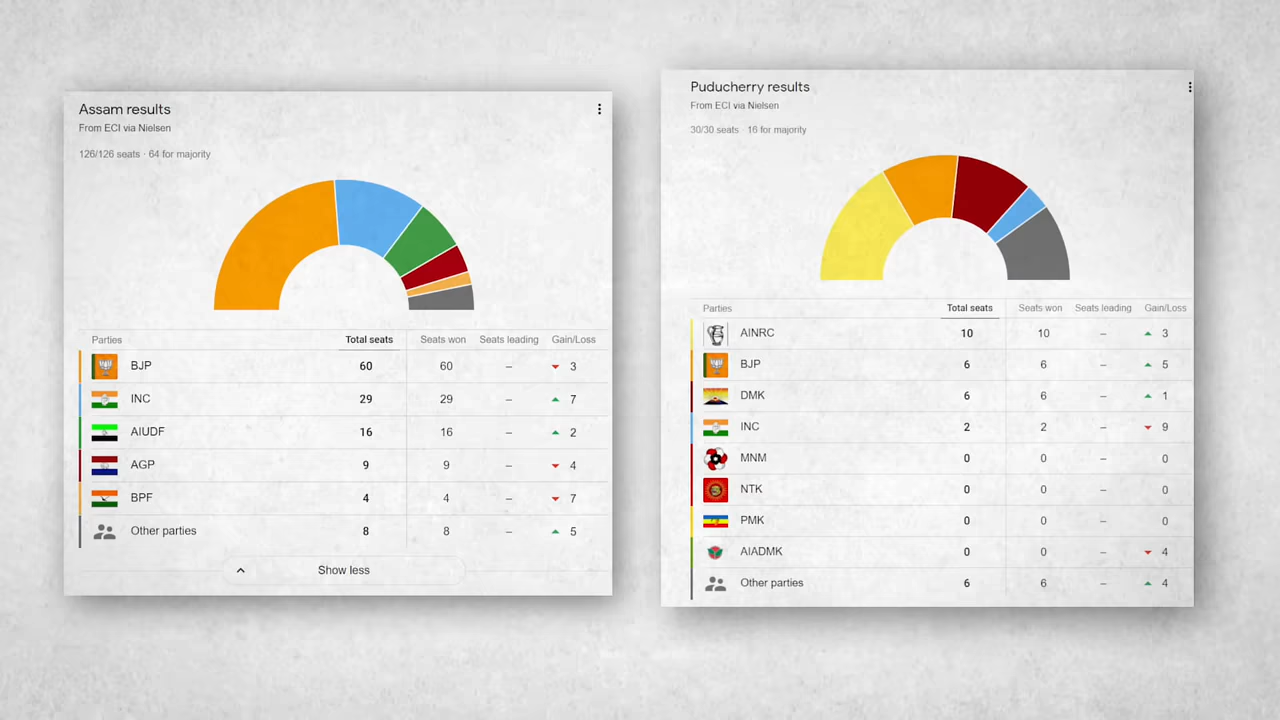 Assam results
From ECI via Nielsen
126/126 seats · 64 for majority
Parties Total seats Seats won Seats leading Gain/Loss
BJP 60 60 – 3
INC 29 29 – 7
AIUDF 16 16 – 2
AGP 9 9 – 4
BPF 4 4 – 7
Other parties 8 8 – 5
Show less
Puducherry results
From ECI via Nielsen
30/30 seats · 16 for majority
Parties Total seats Seats won Seats leading Gain/Loss
AINRC 10 10 – 3
BJP 6 6 – 5
DMK 6 6 – 1
INC 2 2 – 9
MNM 0 0 – 0
NTK 0 0 – 0
PMK 0 0 – 0
AIADMK 0 0 – 4
Other parties 6 6 – 4